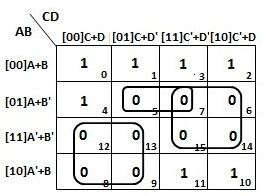 CD
AB
[00]C+D [01]C+D' [11]C'+D' [10]C'+D
[00]A+B 1 0 1 1 1 3 1 2
[01]A+B' 1 4 0 5 0 7 0 6
[11]A'+B' 0 12 0 13 0 15 0 14
[10]A'+B 0 8 0 9 1 11 1 10